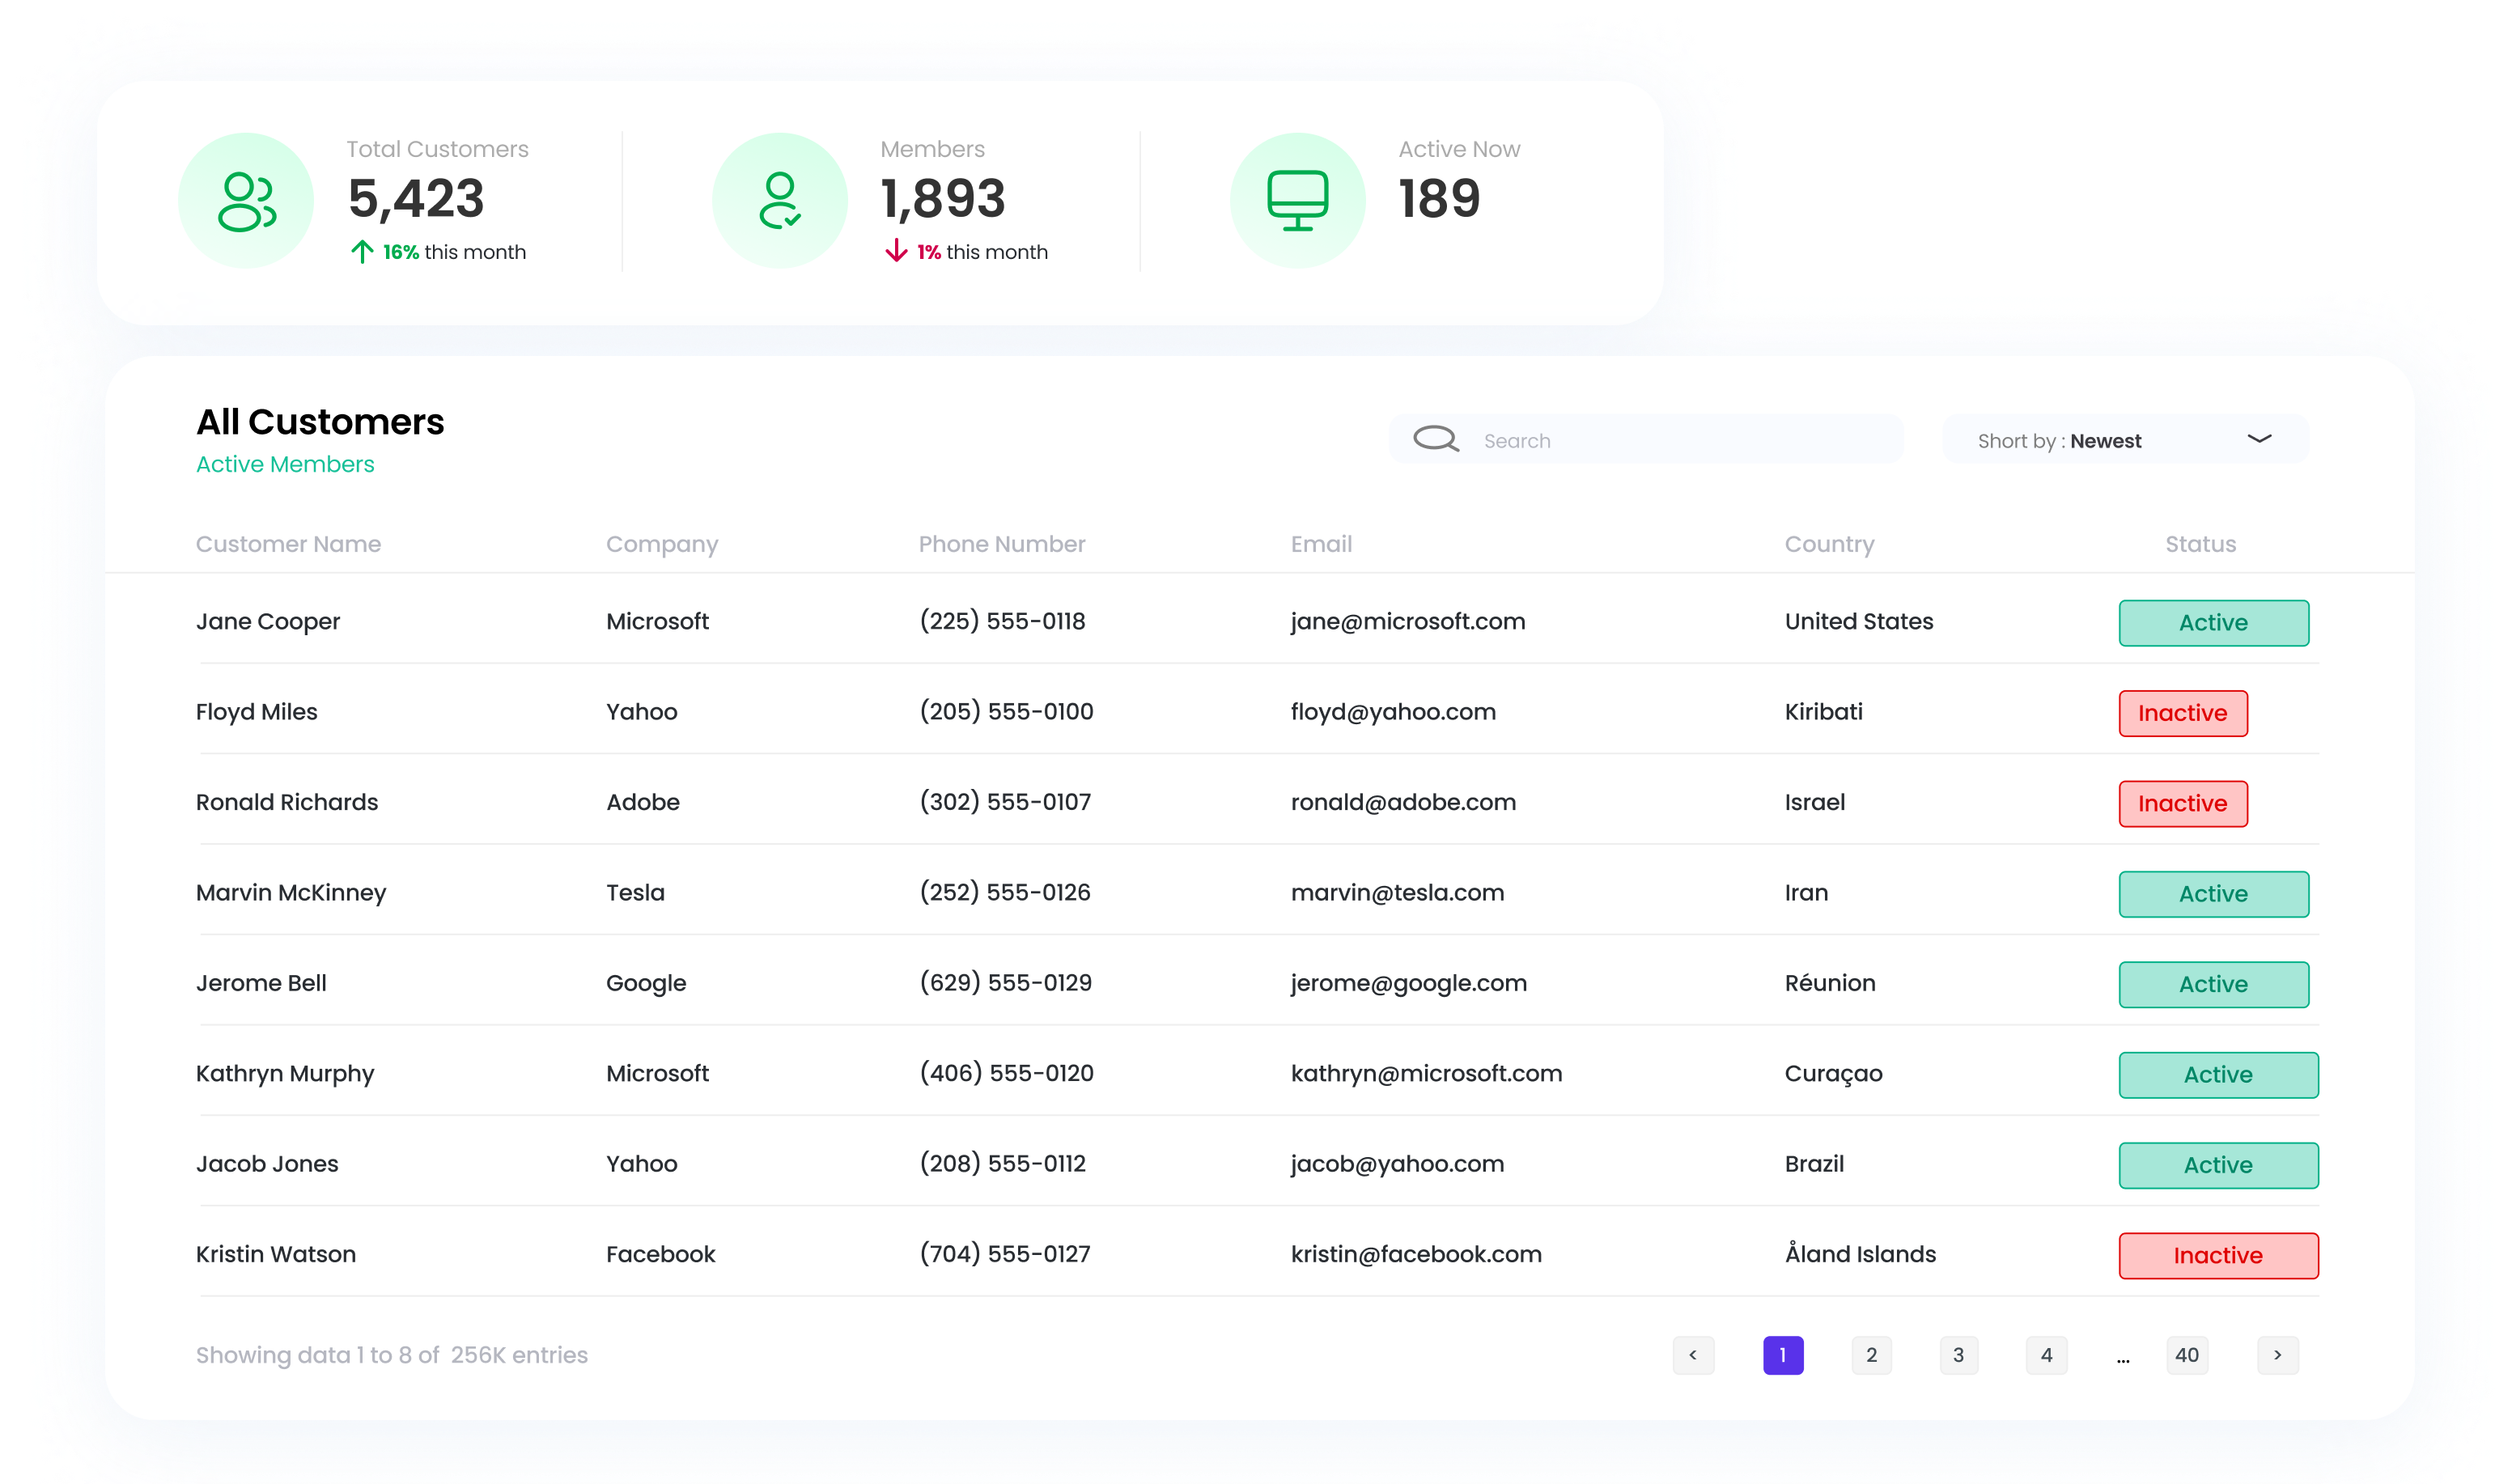 Total Customers
5,423
16% this month
Members
1,893
1% this month
Active Now
189
All Customers
Active Members
Search
Short by : Newest
Customer Name Company Phone Number Email Country Status
Jane Cooper Microsoft (225) 555-0118 jane@microsoft.com United States Active
Floyd Miles Yahoo (205) 555-0100 floyd@yahoo.com Kiribati Inactive
Ronald Richards Adobe (302) 555-0107 ronald@adobe.com Israel Inactive
Marvin McKinney Tesla (252) 555-0126 marvin@tesla.com Iran Active
Jerome Bell Google (629) 555-0129 jerome@google.com Réunion Active
Kathryn Murphy Microsoft (406) 555-0120 kathryn@microsoft.com Curaçao Active
Jacob Jones Yahoo (208) 555-0112 jacob@yahoo.com Brazil Active
Kristin Watson Facebook (704) 555-0127 kristin@facebook.com Åland Islands Inactive
Showing data 1 to 8 of 256K entries < 1 2 3 4 ... 40 >